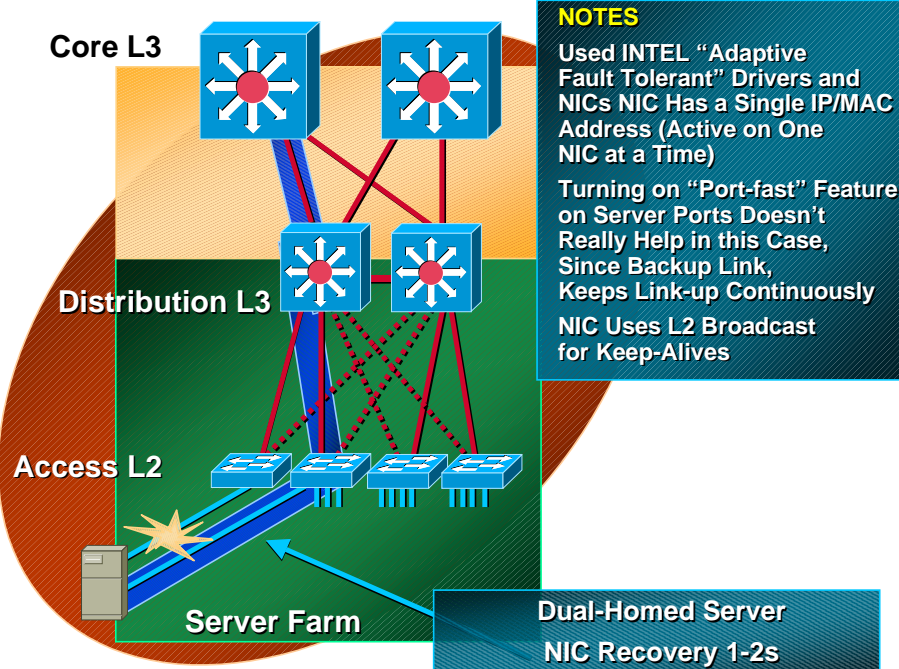 Core L3
Distribution L3
Access L2
Server Farm
NOTES
Used INTEL “Adaptive
Fault Tolerant” Drivers and
NICs NIC Has a Single IP/MAC
Address (Active on One
NIC at a Time)
Turning on “Port-fast” Feature
on Server Ports Doesn’t
Really Help in this Case,
Since Backup Link,
Keeps Link-up Continuously
NIC Uses L2 Broadcast
for Keep-Alives
Dual-Homed Server
NIC Recovery 1-2s